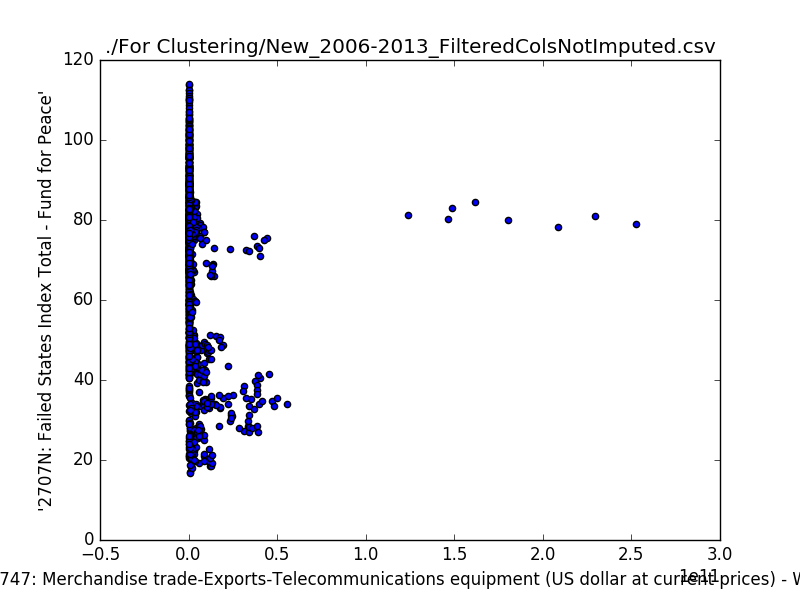 ./For Clustering/New_2006-2013_FilteredColsNotImputed.csv
'2707N: Failed States Index Total - Fund for Peace'
120
100
80
60
40
20
0
−0.5 0.0 0.5 1.0 1.5 2.0 2.5 3.0
1e11
747: Merchandise trade-Exports-Telecommunications equipment (US dollar at current prices) -